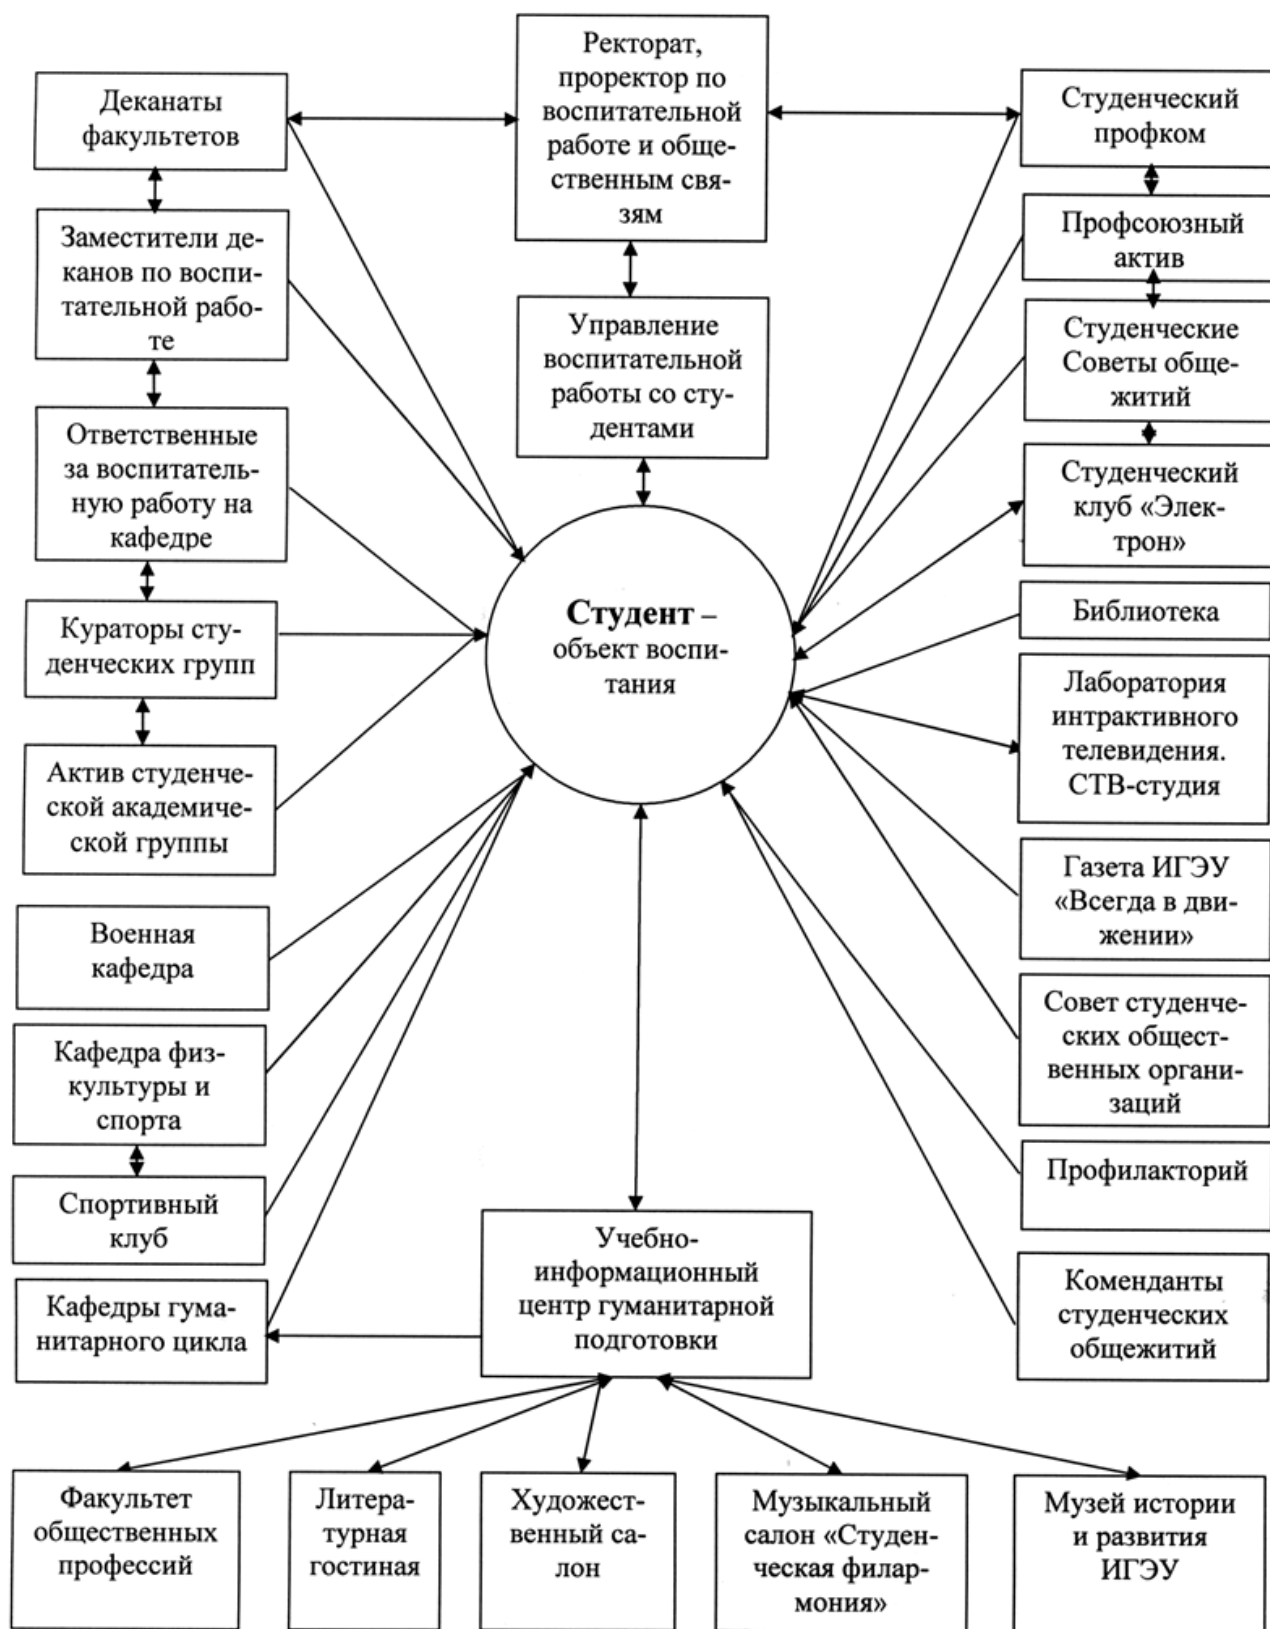 Ректорат,
проректор по
воспитательной
работе и обще-
ственным свя-
зям
Деканаты
факультетов
Студенческий
профком
Заместители де-
канов по воспи-
тательной рабо-
те
Управление
воспитательной
работы со сту-
дентами
Профсоюзный
актив
Студенческие
Советы обще-
житий
Ответственные
за воспитатель-
ную работу на
кафедре
Студенческий
клуб «Элек-
трон»
Студент –
объект воспи-
тания
Кураторы сту-
денческих групп
Библиотека
Лаборатория
интрактивного
телевидения.
СТВ-студия
Актив студенче-
ской академиче-
ской группы
Газета ИГЭУ
«Всегда в дви-
жении»
Военная
кафедра
Совет студенче-
ских общест-
венных органи-
заций
Кафедра физ-
культуры и
спорта
Профилакторий
Спортивный
клуб
Учебно-
информационный
центр гуманитарной
подготовки
Коменданты
студенческих
общежитий
Кафедры гума-
нитарного цикла
Факультет
общественных
профессий
Литера-
турная
гостиная
Художест-
венный са-
лон
Музыкальный
салон «Студен-
ческая филар-
мония»
Музей истории
и развития
ИГЭУ